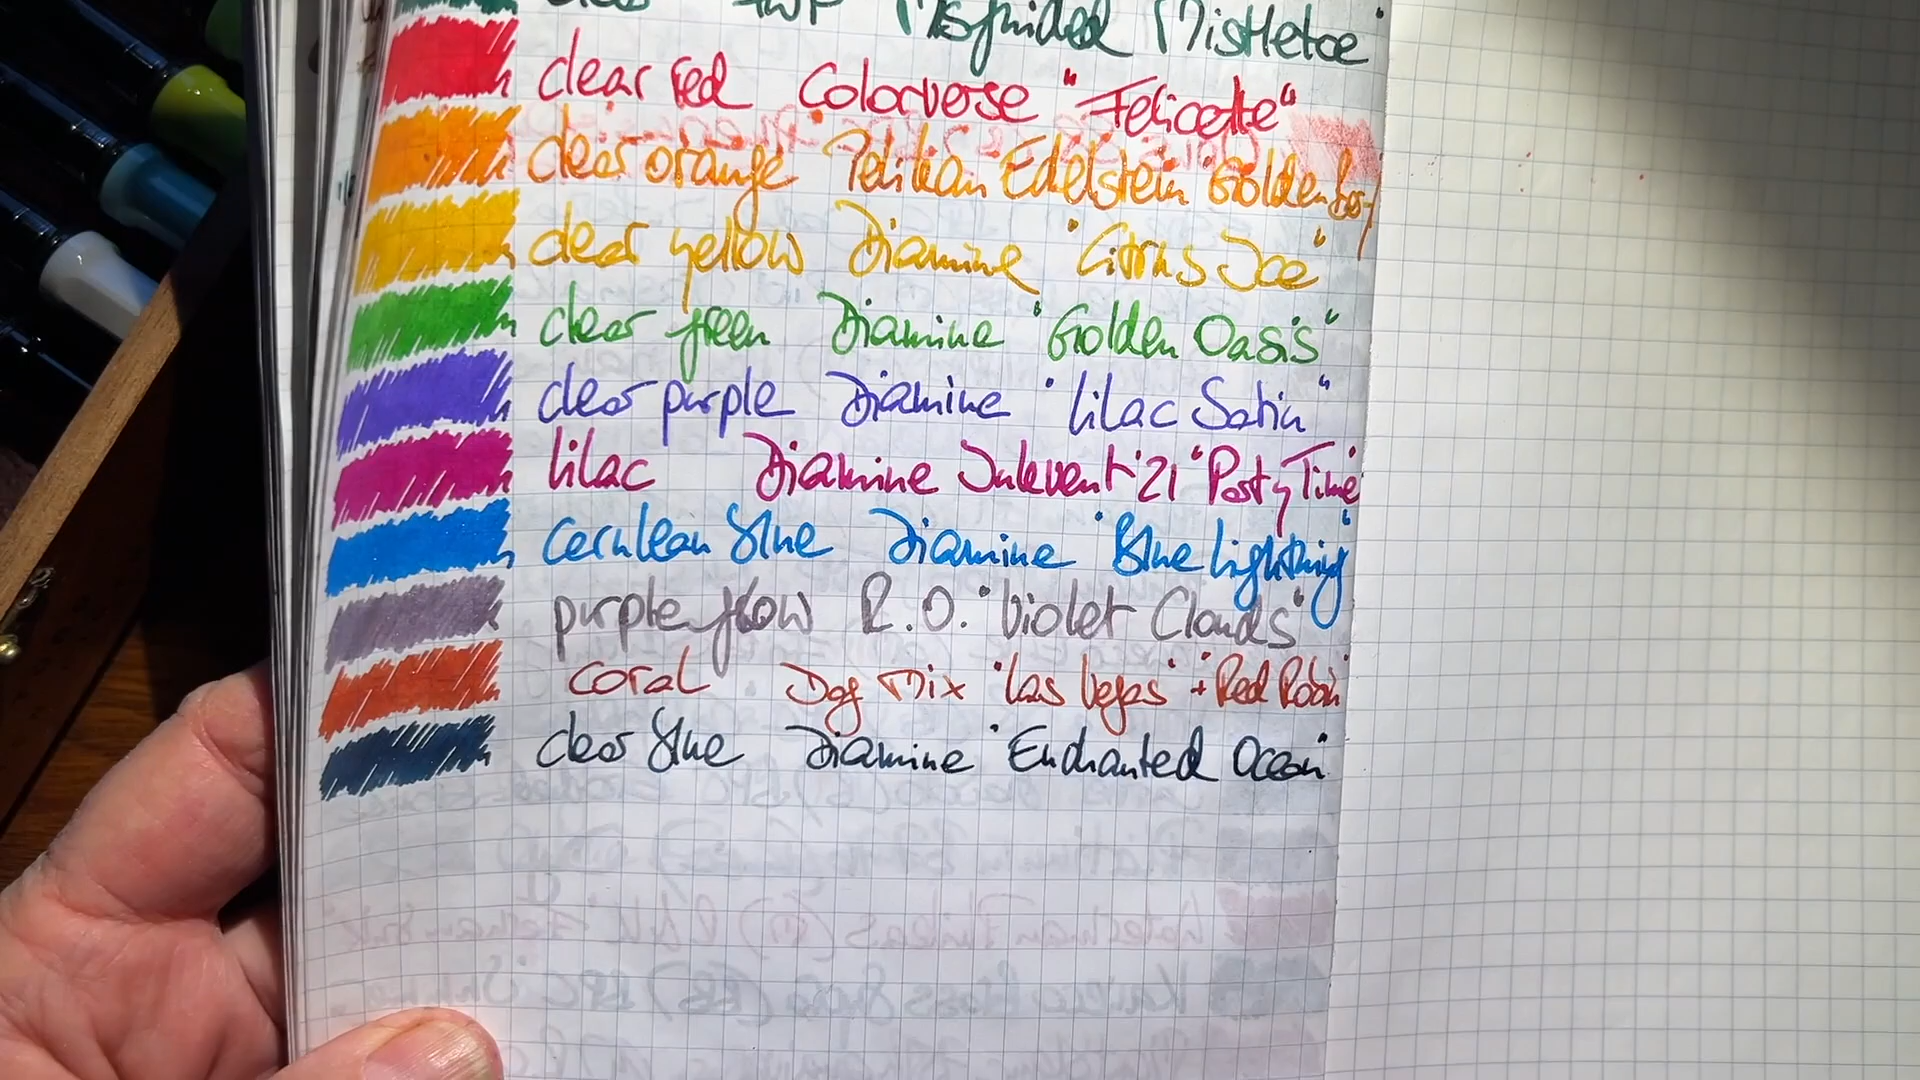 Misguided Mistletoe"
clear red Colorverse "Felicette"
clear orange Pelikan Edelstein Golden Beryl
clear yellow Diamine "Citrus Ice"
clear green Diamine "Golden Oasis"
clear purple Diamine "Lilac Satin"
lilac Diamine Inkvent '21 "Party Time"
cerulean blue Diamine "Blue Lightning"
purple glow R.O. "Violet Clouds"
coral Dog Mix "Las Vegas" + "Red Robin"
clear blue Diamine "Enchanted Ocean"